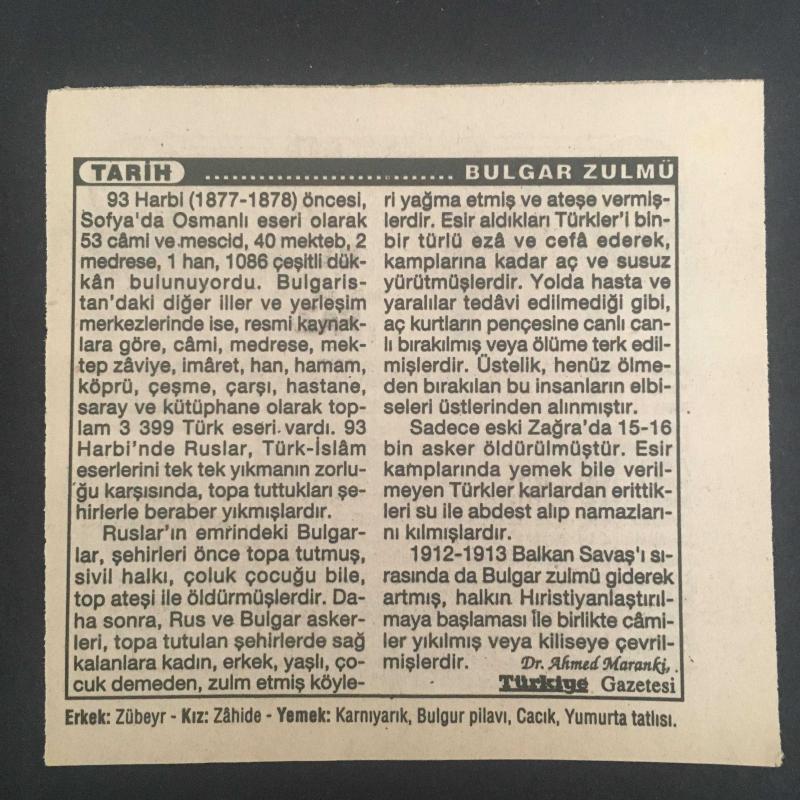 TARİH ............................ BULGAR ZULMÜ
93 Harbi (1877-1878) öncesi,
Sofya'da Osmanlı eseri olarak
53 câmi ve mescid, 40 mekteb, 2
medrese, 1 han, 1086 çeşitli dük-
kân bulunuyordu. Bulgaris-
tan'daki diğer iller ve yerleşim
merkezlerinde ise, resmi kaynak-
lara göre, câmi, medrese, mek-
tep zâviye, imâret, han, hamam,
köprü, çeşme, çarşı, hastane,
saray ve kütüphane olarak top-
lam 3 399 Türk eseri vardı. 93
Harbi'nde Ruslar, Türk-İslâm
eserlerini tek tek yıkmanın zorlu-
ğu karşısında, topa tuttukları şe-
hirlerle beraber yıkmışlardır.
Ruslar'ın emrindeki Bulgar-
lar, şehirleri önce topa tutmuş,
sivil halkı, çoluk çocuğu bile,
top ateşi ile öldürmüşlerdir. Da-
ha sonra, Rus ve Bulgar asker-
leri, topa tutulan şehirlerde sağ
kalanlara kadın, erkek, yaşlı, ço-
cuk demeden, zulm etmiş köyle-
ri yağma etmiş ve ateşe vermiş-
lerdir. Esir aldıkları Türkler'i bin-
bir türlü ezâ ve cefâ ederek,
kamplarına kadar aç ve susuz
yürütmüşlerdir. Yolda hasta ve
yaralılar tedâvi edilmediği gibi,
aç kurtların pençesine canlı can-
lı bırakılmış veya ölüme terk edil-
mişlerdir. Üstelik, henüz ölme-
den bırakılan bu insanların elbi-
seleri üstlerinden alınmıştır.
Sadece eski Zağra'da 15-16
bin asker öldürülmüştür. Esir
kamplarında yemek bile veril-
meyen Türkler karlardan erittik-
leri su ile abdest alıp namazları-
nı kılmışlardır.
1912-1913 Balkan Savaş'ı sı-
rasında da Bulgar zulmü giderek
artmış, halkın Hıristiyanlaştırıl-
maya başlaması ile birlikte câmi-
ler yıkılmış veya kiliseye çevril-
mişlerdir. Dr. Ahmed Maranki,
Türkiye Gazetesi
Erkek: Zübeyr - Kız: Zâhide - Yemek: Karnıyarık, Bulgur pilavı, Cacık, Yumurta tatlısı.